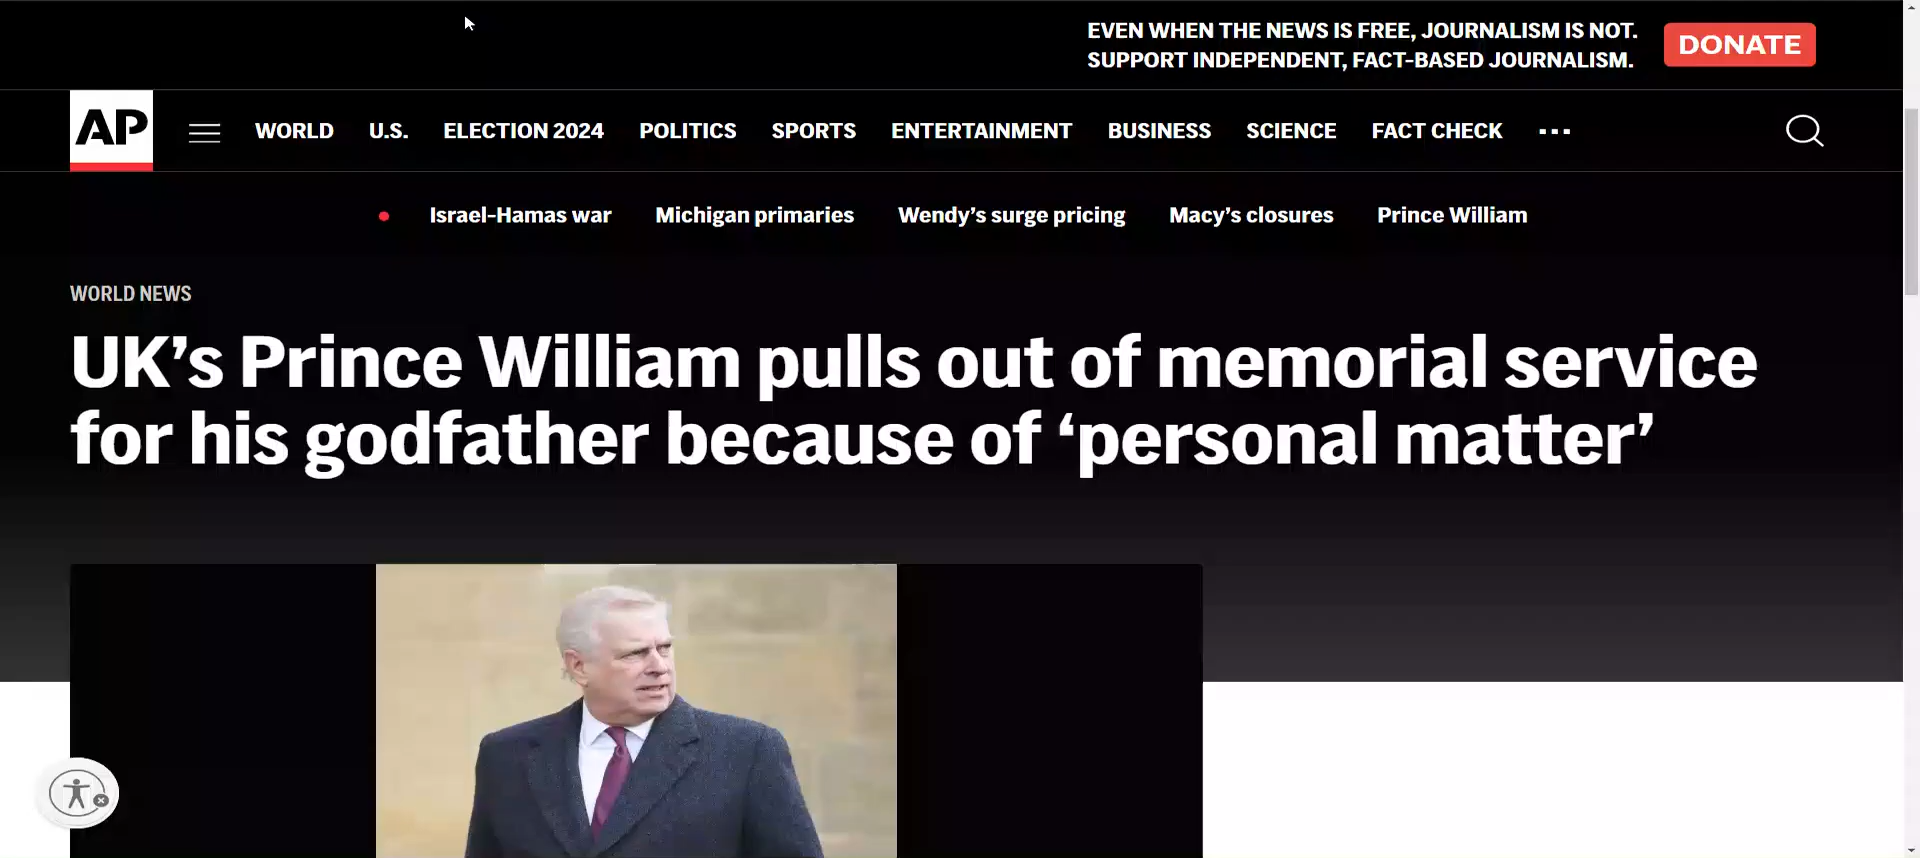 EVEN WHEN THE NEWS IS FREE, JOURNALISM IS NOT.
SUPPORT INDEPENDENT, FACT-BASED JOURNALISM.
DONATE
AP
WORLD U.S. ELECTION 2024 POLITICS SPORTS ENTERTAINMENT BUSINESS SCIENCE FACT CHECK
Israel-Hamas war Michigan primaries Wendy’s surge pricing Macy’s closures Prince William
WORLD NEWS
UK’s Prince William pulls out of memorial service
for his godfather because of ‘personal matter’